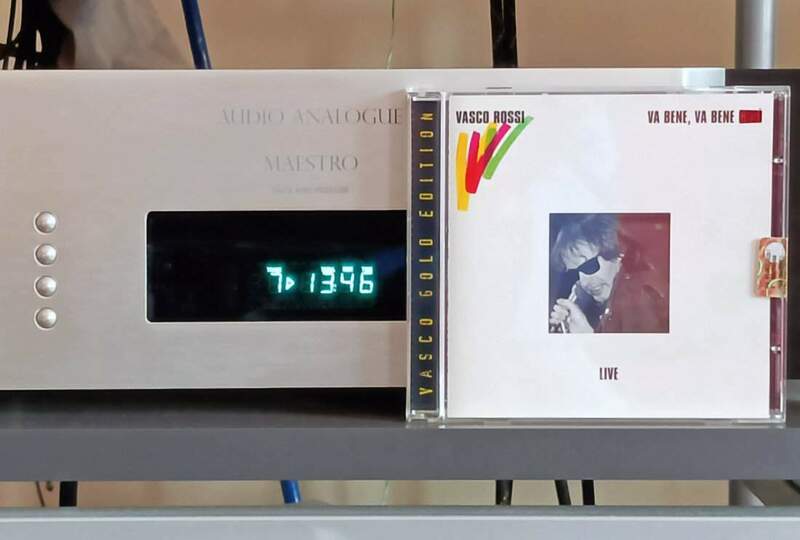 AUDIO ANALOGUE
MAESTRO
7▷ 13:46
VASCO GOLD EDITION
VASCO ROSSI
VA BENE, VA BENE
LIVE